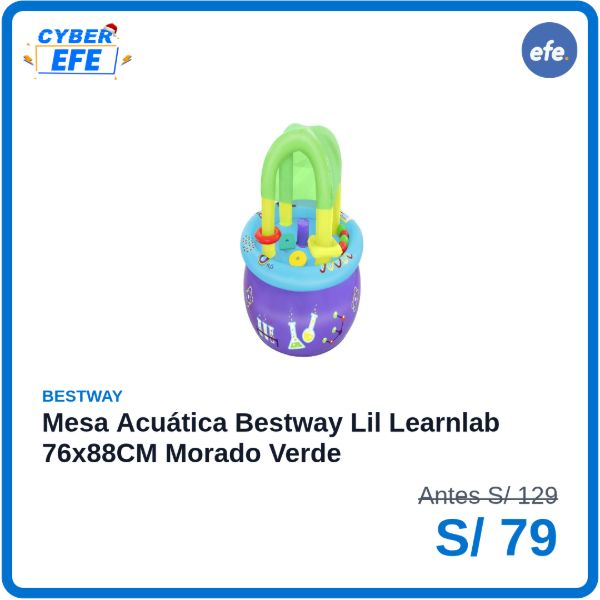 CYBER
EFE
efe.
BESTWAY
Mesa Acuática Bestway Lil Learnlab
76x88CM Morado Verde
Antes S/ 129
S/ 79